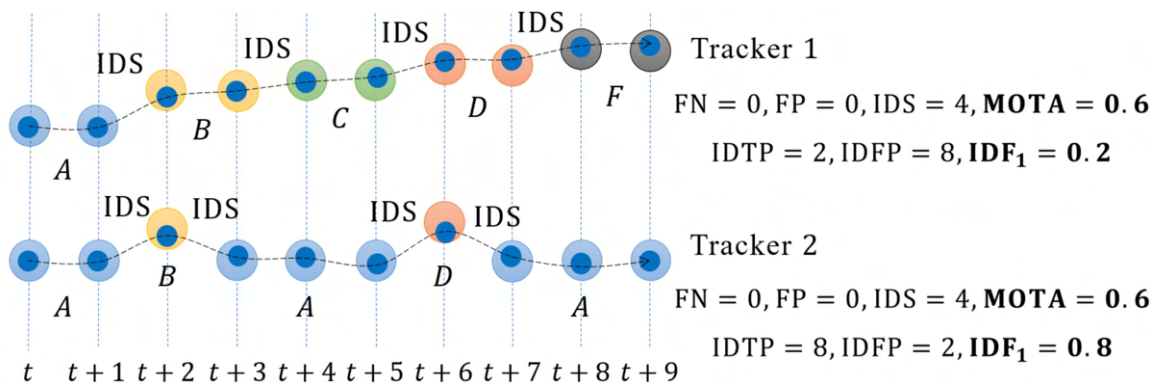 IDS IDS IDS IDS
Tracker 1
A B C D F
FN = 0, FP = 0, IDS = 4, MOTA = 0.6
IDTP = 2, IDFP = 8, IDF₁ = 0.2
IDS IDS IDS IDS
Tracker 2
A B A D A
FN = 0, FP = 0, IDS = 4, MOTA = 0.6
IDTP = 8, IDFP = 2, IDF₁ = 0.8
t t + 1 t + 2 t + 3 t + 4 t + 5 t + 6 t + 7 t + 8 t + 9